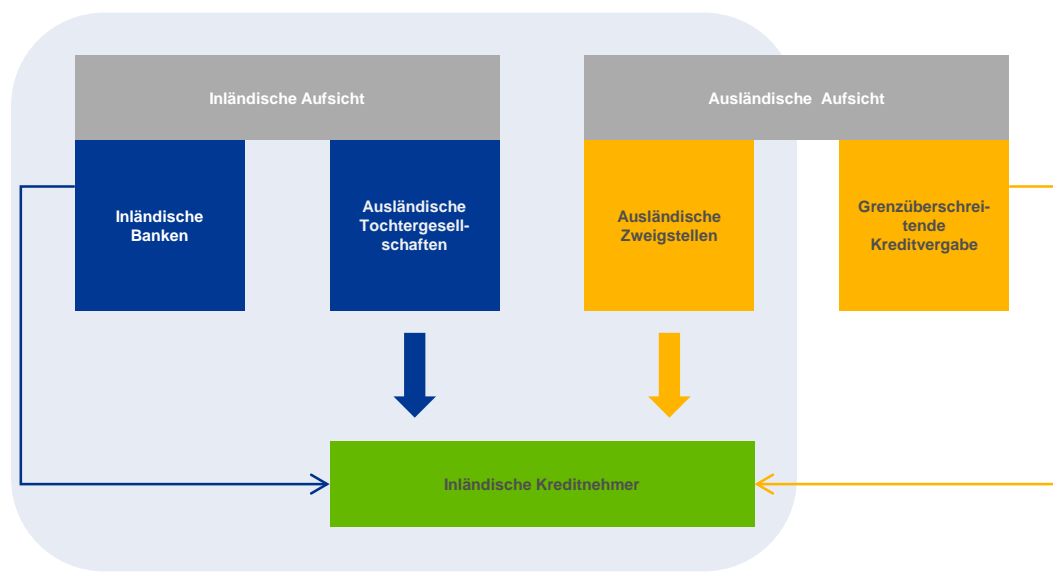 Inländische Aufsicht
Ausländische Aufsicht
Inländische
Banken
Ausländische
Tochtergesell-
schaften
Ausländische
Zweigstellen
Grenzüberschrei-
tende
Kreditvergabe
Inländische Kreditnehmer